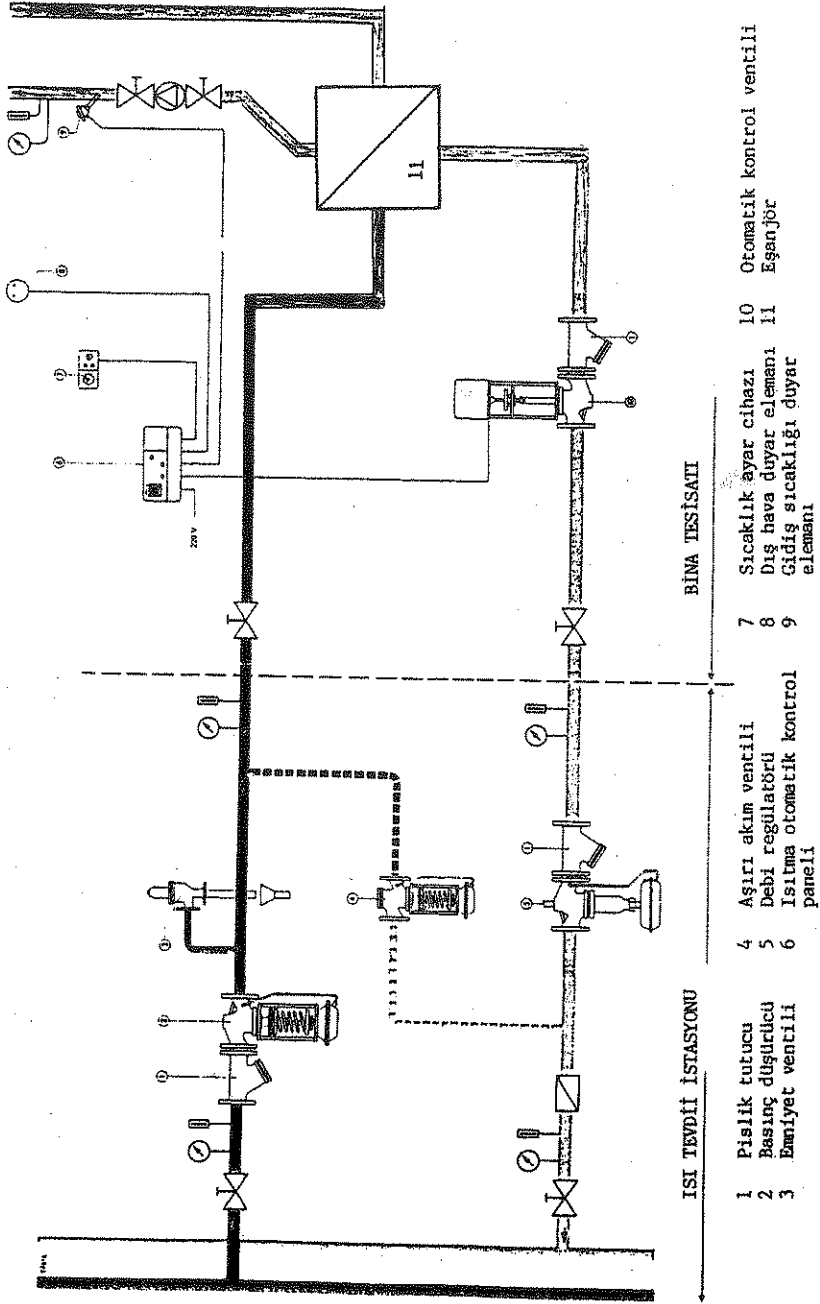 11
220 V
ISI TEVDİİ İSTASYONU
BİNA TESİSATI
1 Pislik tutucu
2 Basınç düşürücü
3 Emniyet ventili
4 Aşırı akım ventili
5 Debi regülatörü
6 Isıtma otomatik kontrol
paneli
7 Sıcaklık ayar cihazı
8 Dış hava duyar elemanı
9 Gidiş sıcaklığı duyar
elemanı
10 Otomatik kontrol ventili
11 Eşanjör